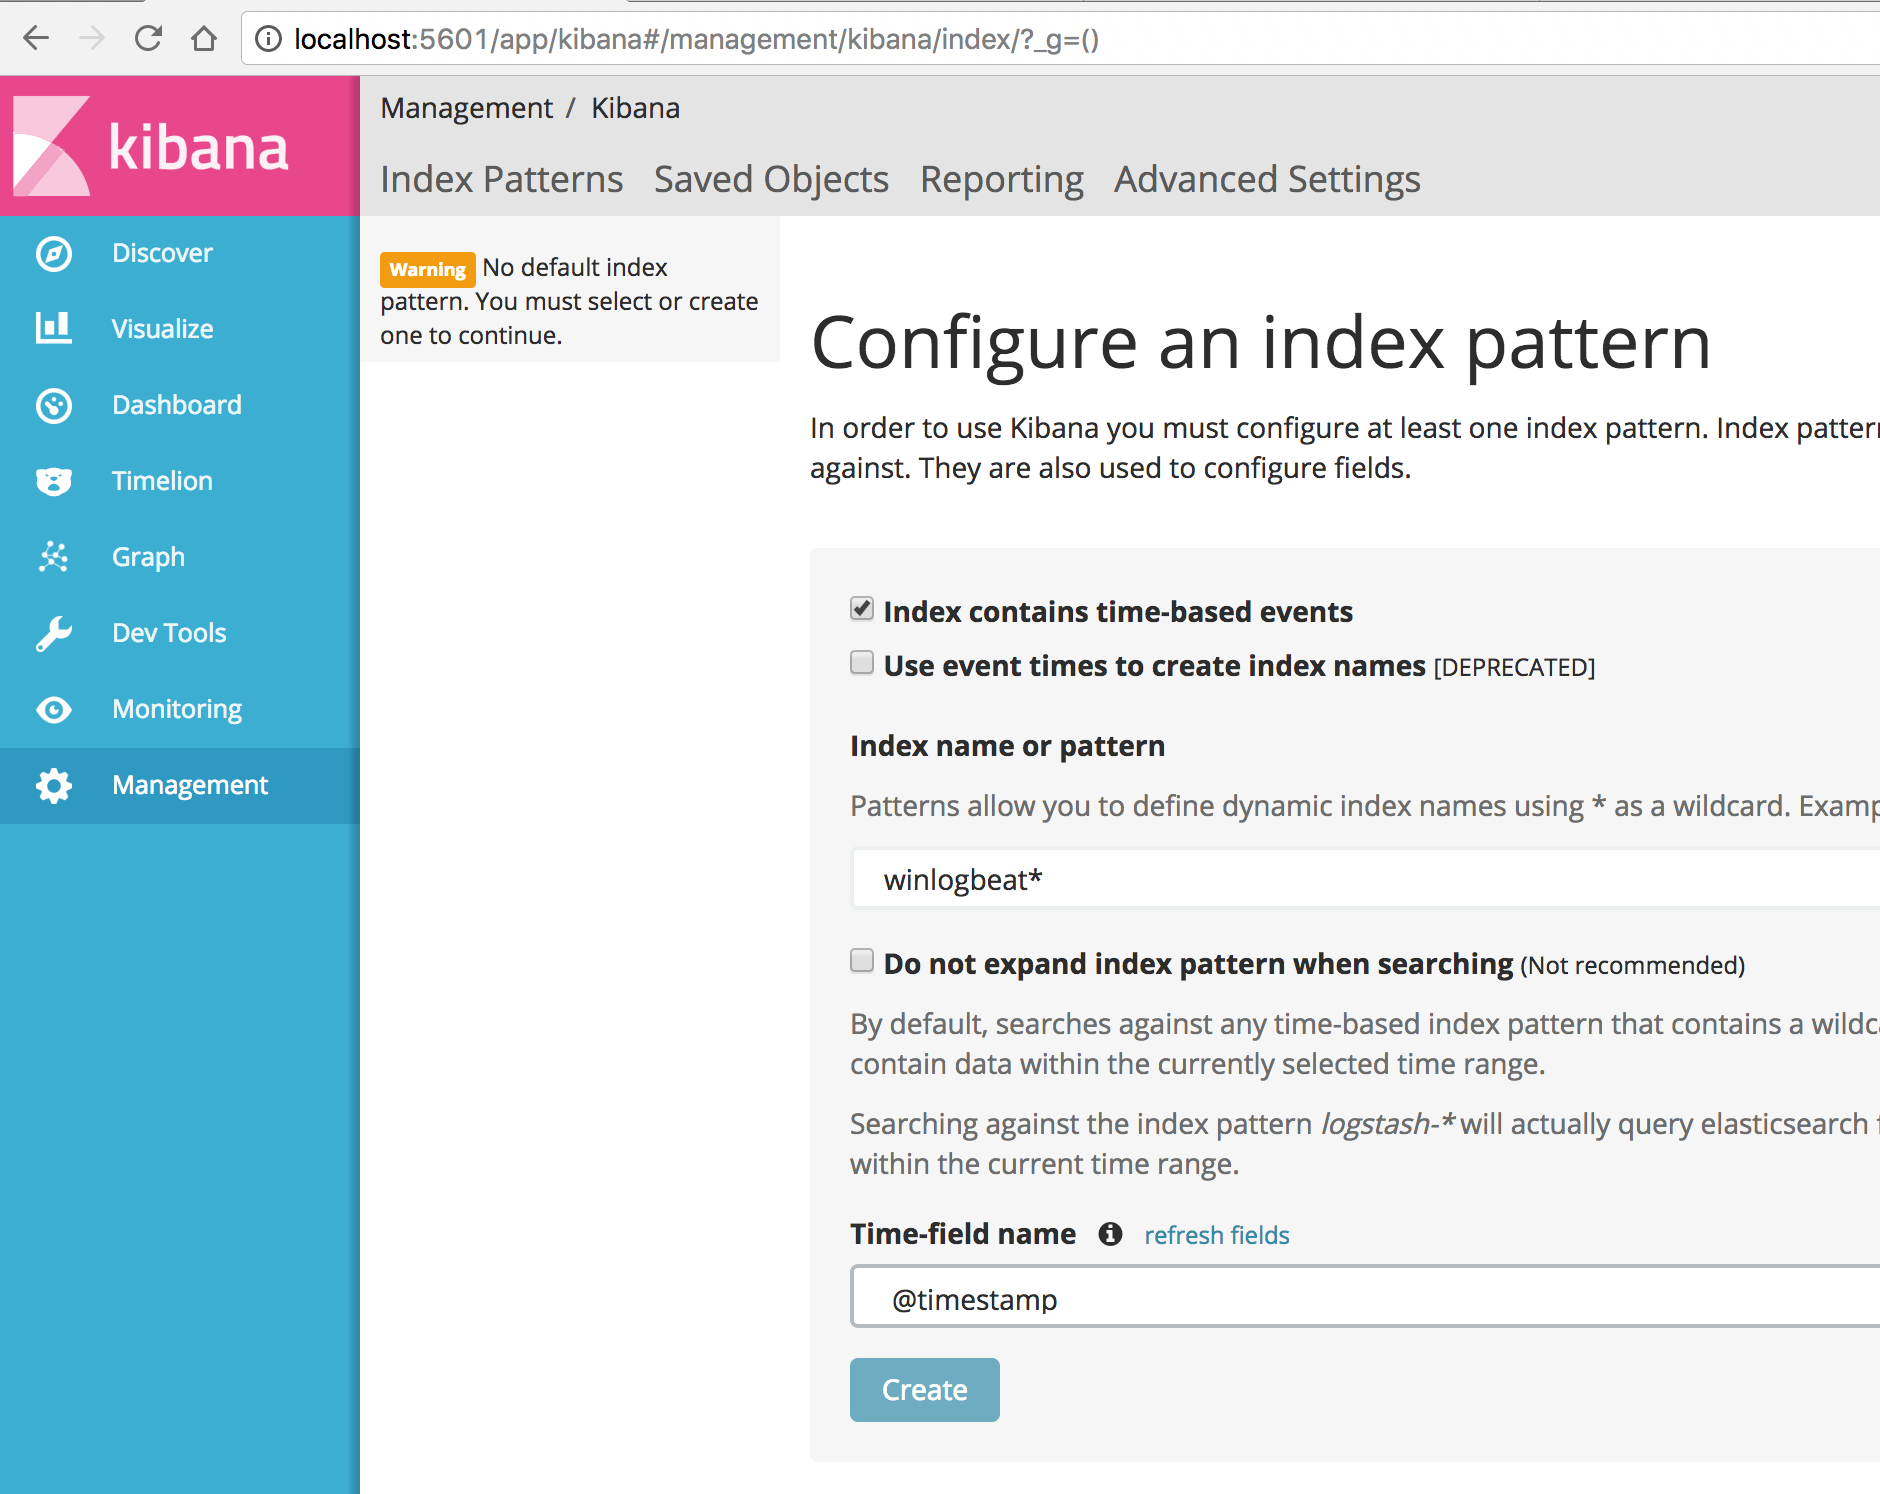 localhost:5601/app/kibana#/management/kibana/index/?_g=()
kibana
Management / Kibana
Index Patterns Saved Objects Reporting Advanced Settings
Discover
Visualize
Dashboard
Timelion
Graph
Dev Tools
Monitoring
Management
Warning No default index
pattern. You must select or create
one to continue.
Configure an index pattern
In order to use Kibana you must configure at least one index pattern. Index
against. They are also used to configure fields.
Index contains time-based events
Use event times to create index names [DEPRECATED]
Index name or pattern
Patterns allow you to define dynamic index names using * as a wildcard.
winlogbeat*
Do not expand index pattern when searching (Not recommended)
By default, searches against any time-based index pattern that contains a
contain data within the currently selected time range.
Searching against the index pattern logstash-* will actually query elasticsearch
within the current time range.
Time-field name refresh fields
@timestamp
Create